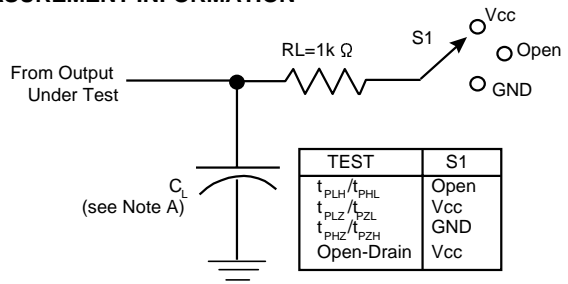 MEASUREMENT INFORMATION
RL=1k Ω
S1
Vcc
Open
GND
From Output
Under Test
CL
(see Note A)
TEST S1
tPLH/tPHL Open
tPLZ/tPZL Vcc
tPHZ/tPZH GND
Open-Drain Vcc